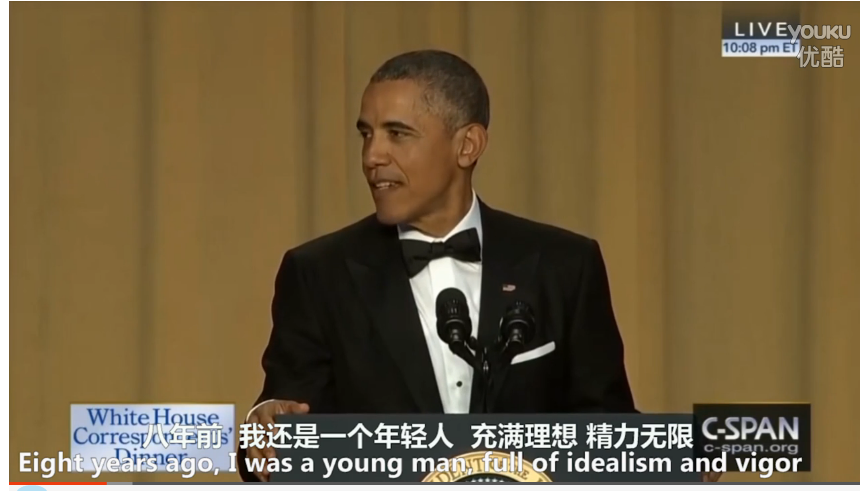 LIVE
YOUKU
10:08 pm ET
优酷
White House
Correspondents'
Dinner
C-SPAN
c-span.org
八年前 我还是一个年轻人 充满理想 精力无限
Eight years ago, I was a young man, full of idealism and vigor